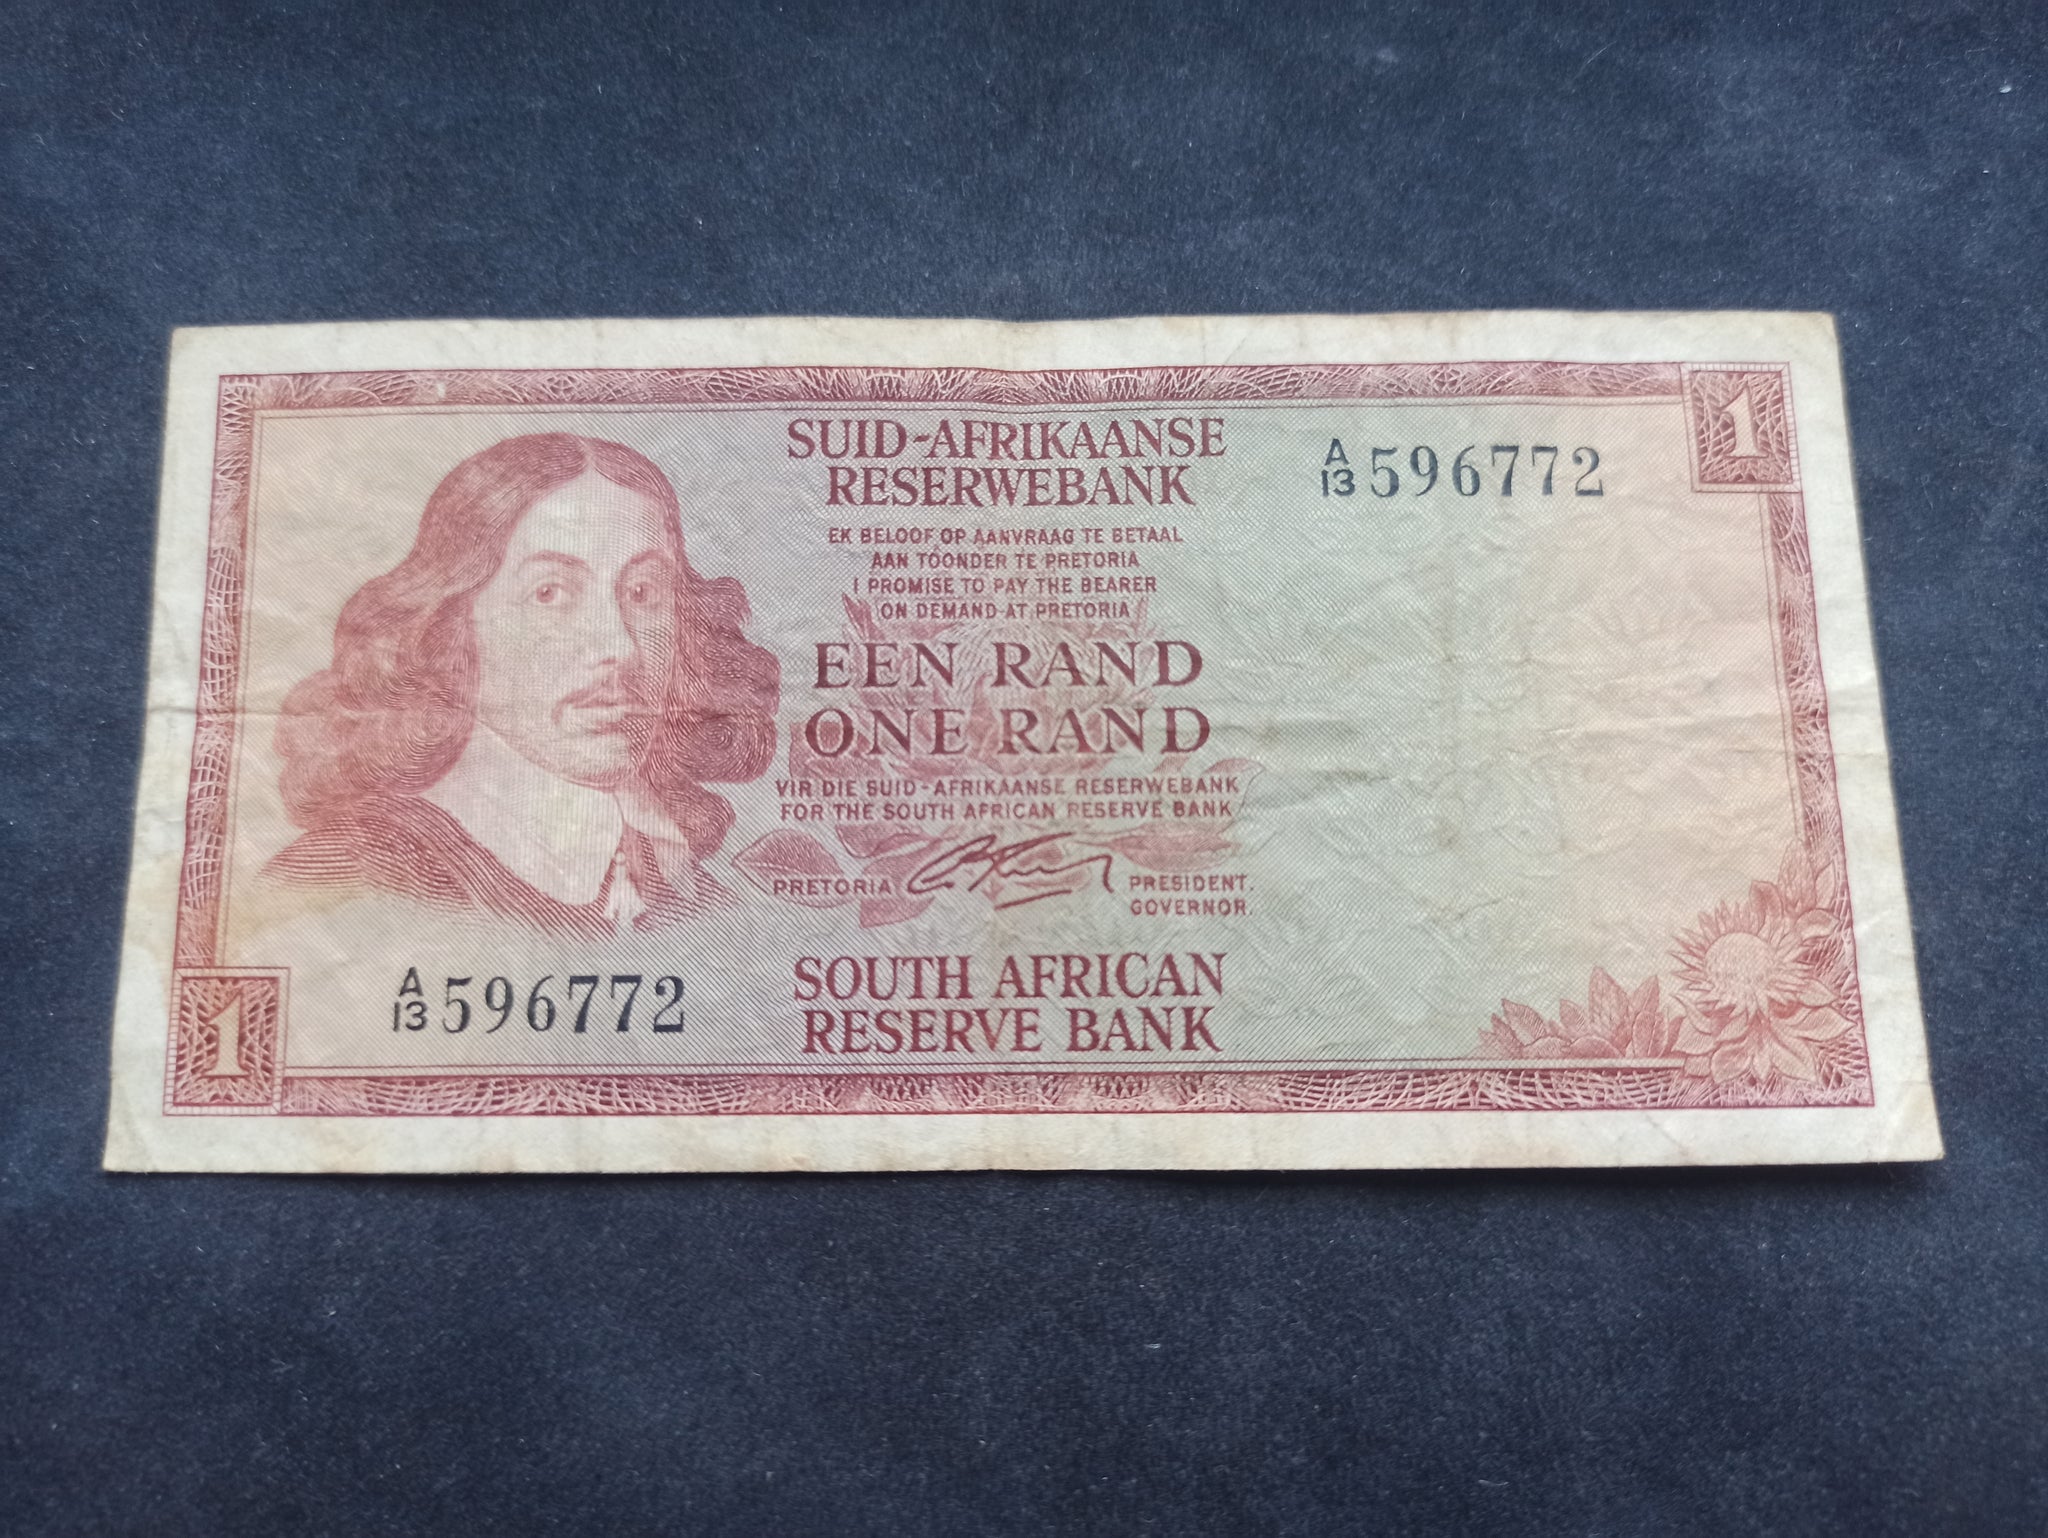 1
SUID-AFRIKAANSE
RESERWEBANK
A/13 596772
EK BELOOF OP AANVRAAG TE BETAAL
AAN TOONDER TE PRETORIA
I PROMISE TO PAY THE BEARER
ON DEMAND AT PRETORIA
EEN RAND
ONE RAND
VIR DIE SUID-AFRIKAANSE RESERWEBANK
FOR THE SOUTH AFRICAN RESERVE BANK
PRETORIA PRESIDENT.
GOVERNOR.
A/13 596772
SOUTH AFRICAN
RESERVE BANK
1